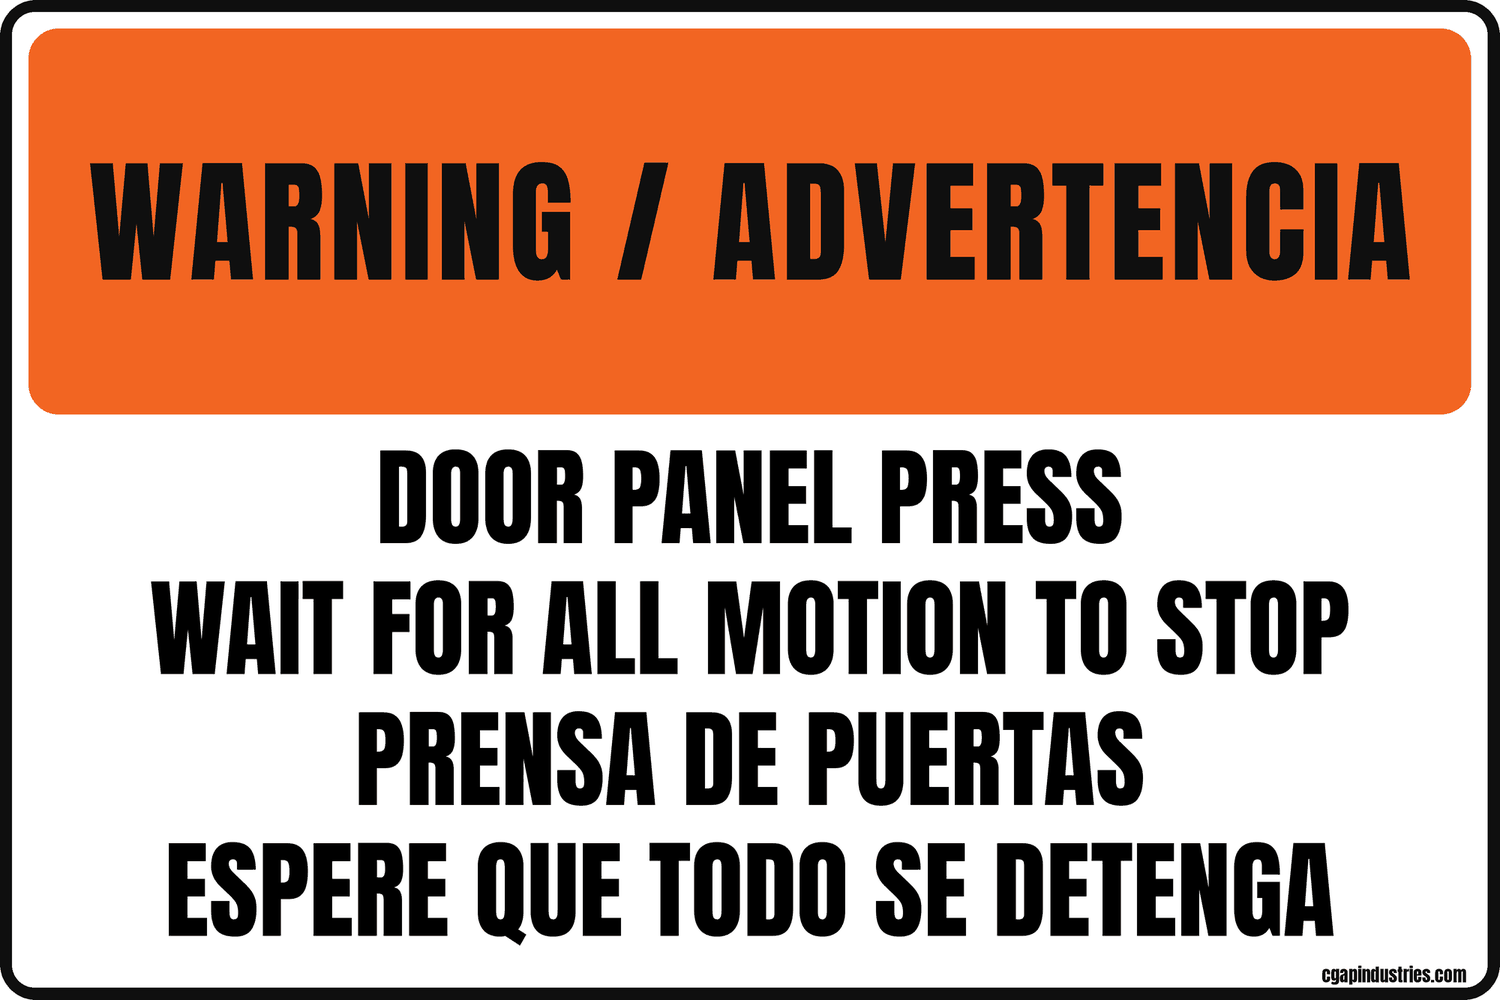 WARNING / ADVERTENCIA
DOOR PANEL PRESS
WAIT FOR ALL MOTION TO STOP
PRENSA DE PUERTAS
ESPERE QUE TODO SE DETENGA
cgapindustries.com